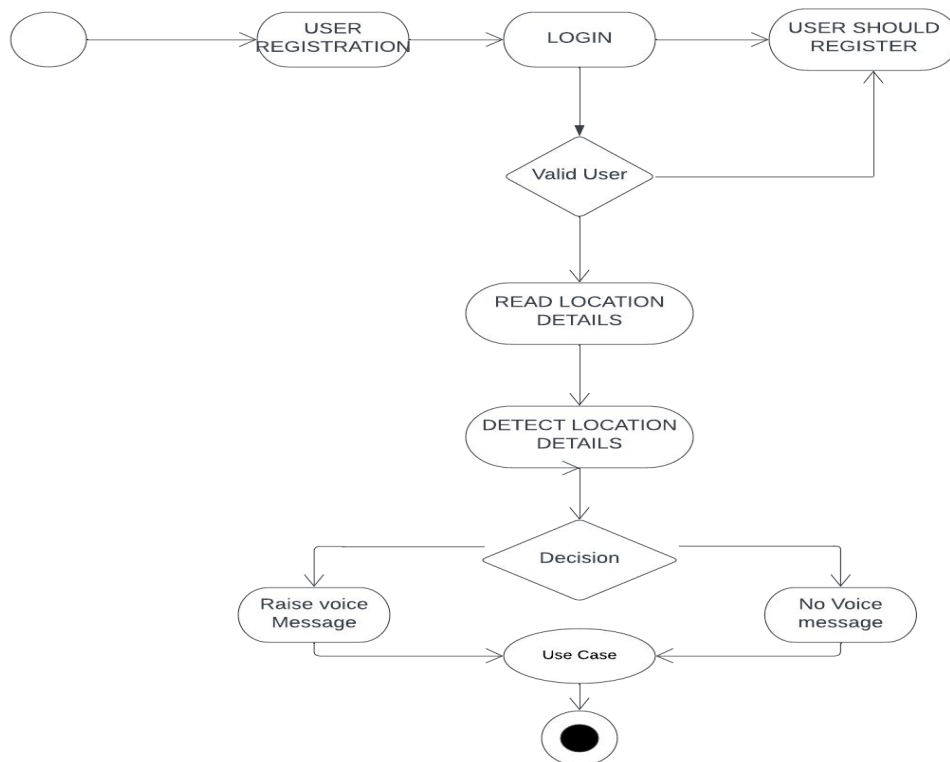 USER
REGISTRATION
LOGIN
USER SHOULD
REGISTER
Valid User
READ LOCATION
DETAILS
DETECT LOCATION
DETAILS
Decision
Raise voice
Message
No Voice
message
Use Case